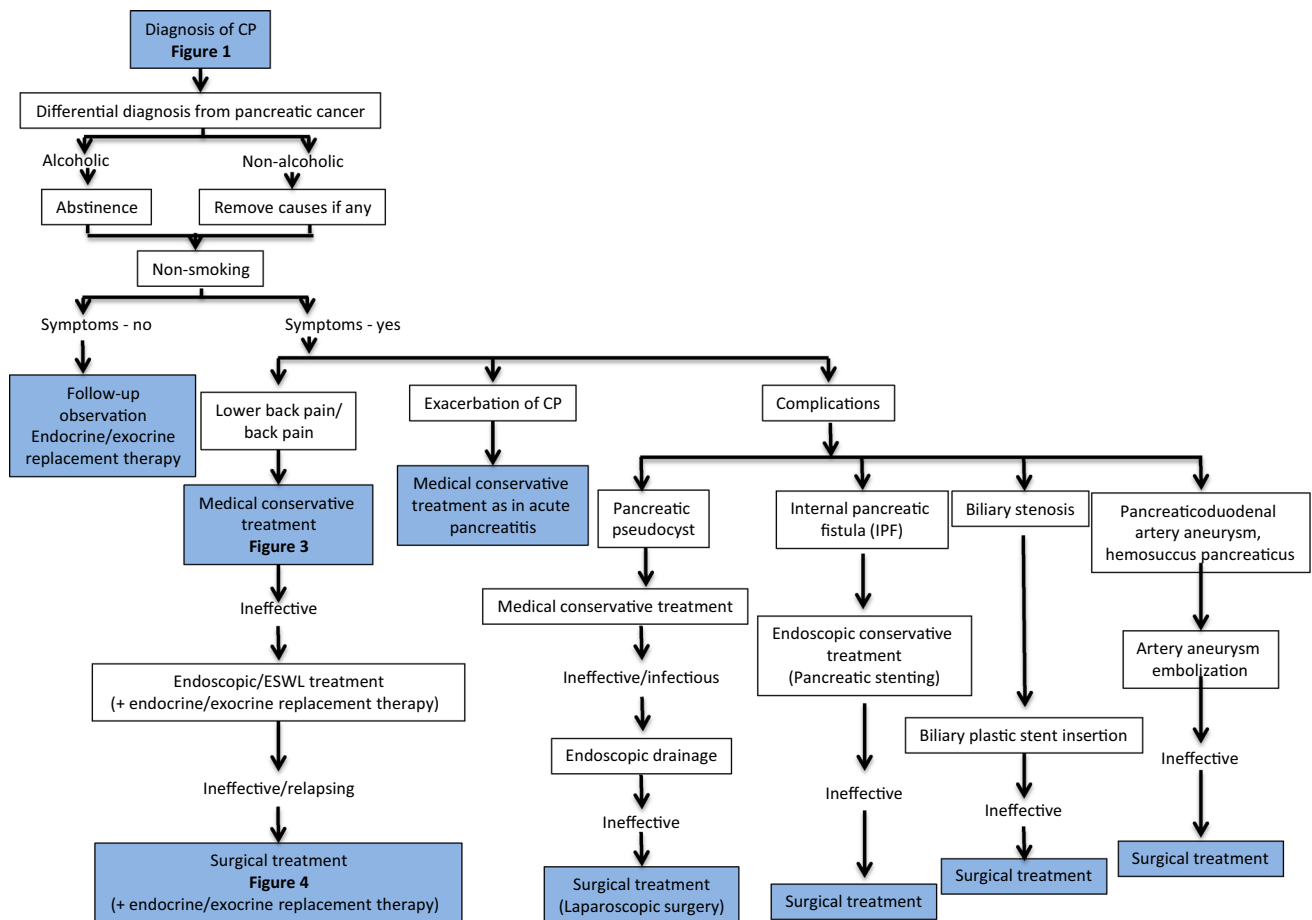 Diagnosis of CP
Figure 1
Differential diagnosis from pancreatic cancer
Alcoholic
Non-alcoholic
Abstinence
Remove causes if any
Non-smoking
Symptoms - no
Symptoms - yes
Follow-up
observation
Endocrine/exocrine
replacement therapy
Lower back pain/
back pain
Exacerbation of CP
Complications
Medical conservative
treatment
Figure 3
Medical conservative
treatment as in acute
pancreatitis
Pancreatic
pseudocyst
Internal pancreatic
fistula (IPF)
Biliary stenosis
Pancreaticoduodenal
artery aneurysm,
hemosuccus pancreaticus
Ineffective
Medical conservative treatment
Endoscopic conservative
treatment
(Pancreatic stenting)
Artery aneurysm
embolization
Endoscopic/ESWL treatment
(+ endocrine/exocrine replacement therapy)
Ineffective/infectious
Endoscopic drainage
Biliary plastic stent insertion
Ineffective
Ineffective/relapsing
Ineffective
Ineffective
Ineffective
Surgical treatment
Figure 4
(+ endocrine/exocrine replacement therapy)
Surgical treatment
(Laparoscopic surgery)
Surgical treatment
Surgical treatment
Surgical treatment